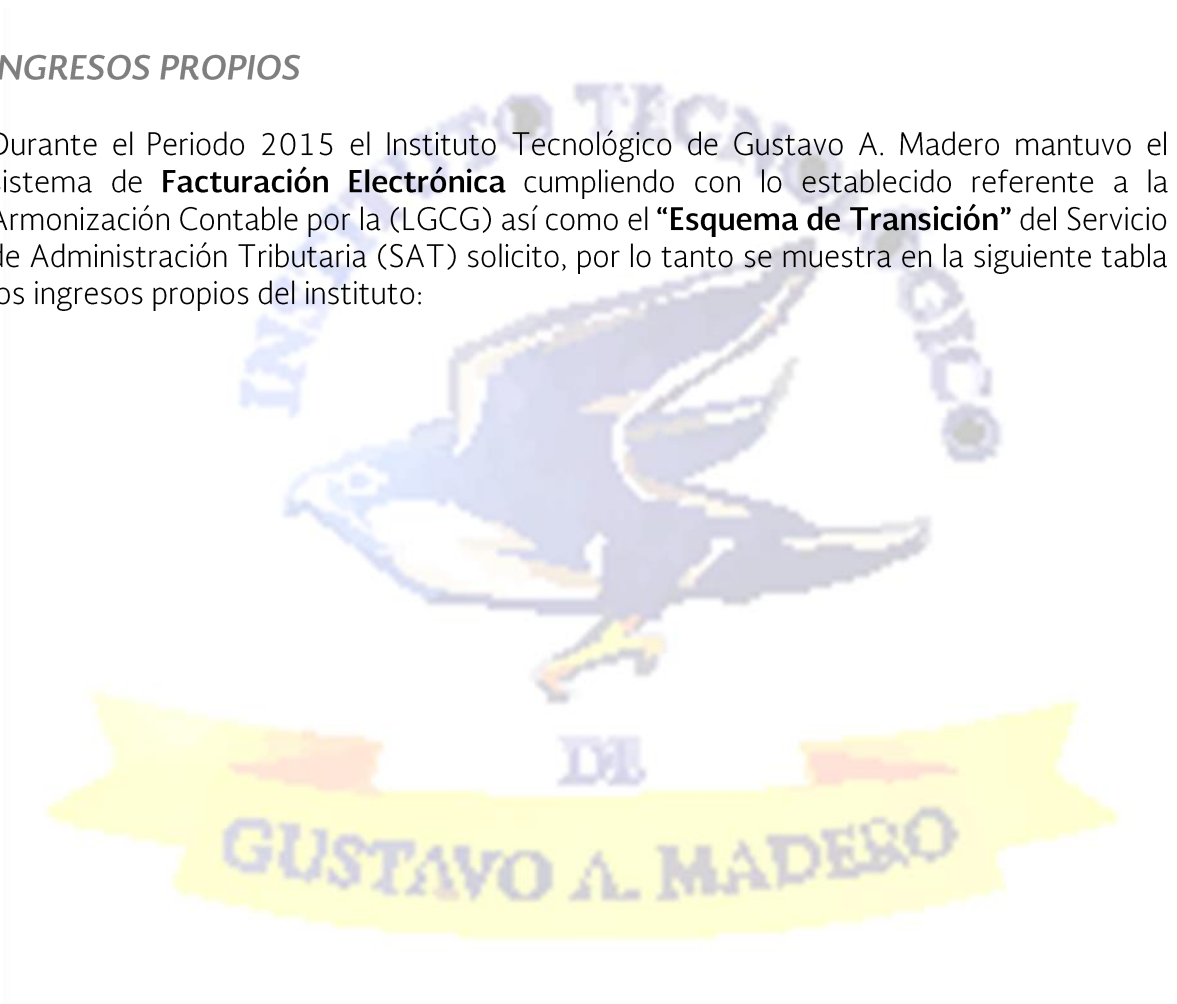 NGRESOS PROPIOS
Durante el Periodo 2015 el Instituto Tecnológico de Gustavo A. Madero mantuvo el
sistema de Facturación Electrónica cumpliendo con lo establecido referente a la
Armonización Contable por la (LGCG) así como el “Esquema de Transición” del Servicio
de Administración Tributaria (SAT) solicito, por lo tanto se muestra en la siguiente tabla
os ingresos propios del instituto:
INSTITUTO TECNOLOGICO
DE
GUSTAVO A. MADERO